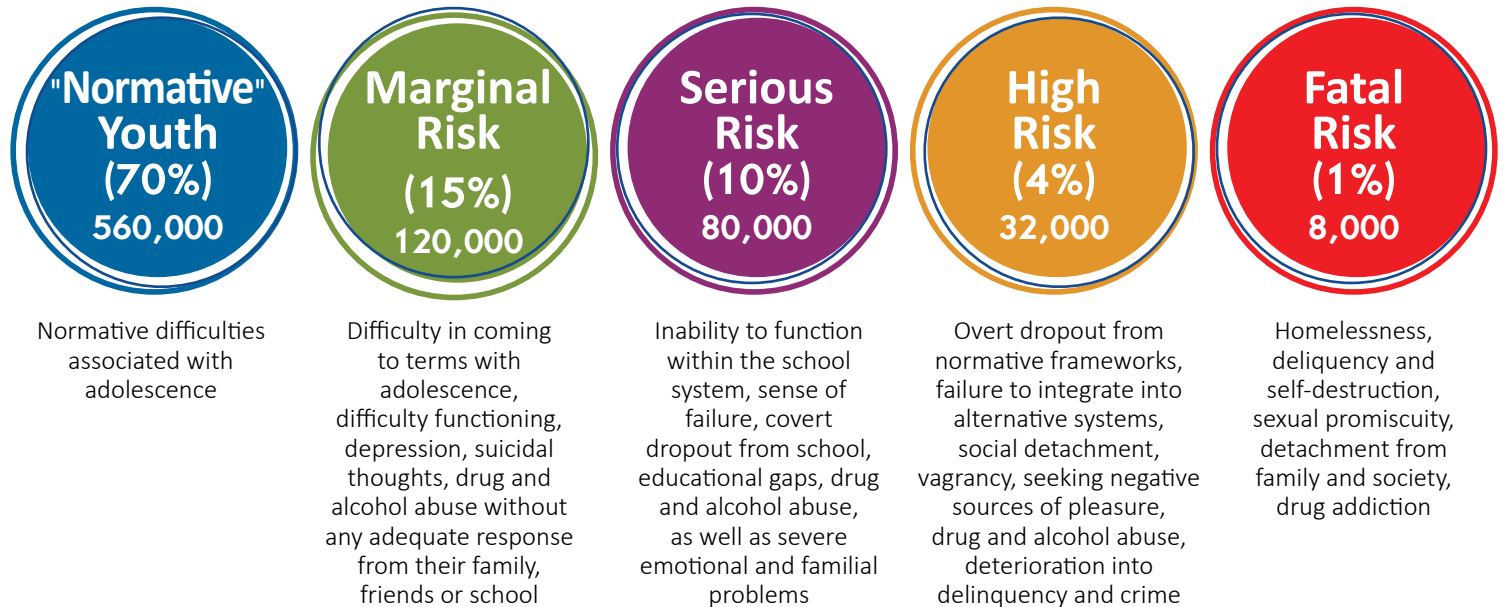 "Normative"
Youth
(70%)
560,000
Normative difficulties
associated with
adolescence
Marginal
Risk
(15%)
120,000
Difficulty in coming
to terms with
adolescence,
difficulty functioning,
depression, suicidal
thoughts, drug and
alcohol abuse without
any adequate response
from their family,
friends or school
Serious
Risk
(10%)
80,000
Inability to function
within the school
system, sense of
failure, covert
dropout from school,
educational gaps, drug
and alcohol abuse,
as well as severe
emotional and familial
problems
High
Risk
(4%)
32,000
Overt dropout from
normative frameworks,
failure to integrate into
alternative systems,
social detachment,
vagrancy, seeking negative
sources of pleasure,
drug and alcohol abuse,
deterioration into
delinquency and crime
Fatal
Risk
(1%)
8,000
Homelessness,
deliquency and
self-destruction,
sexual promiscuity,
detachment from
family and society,
drug addiction